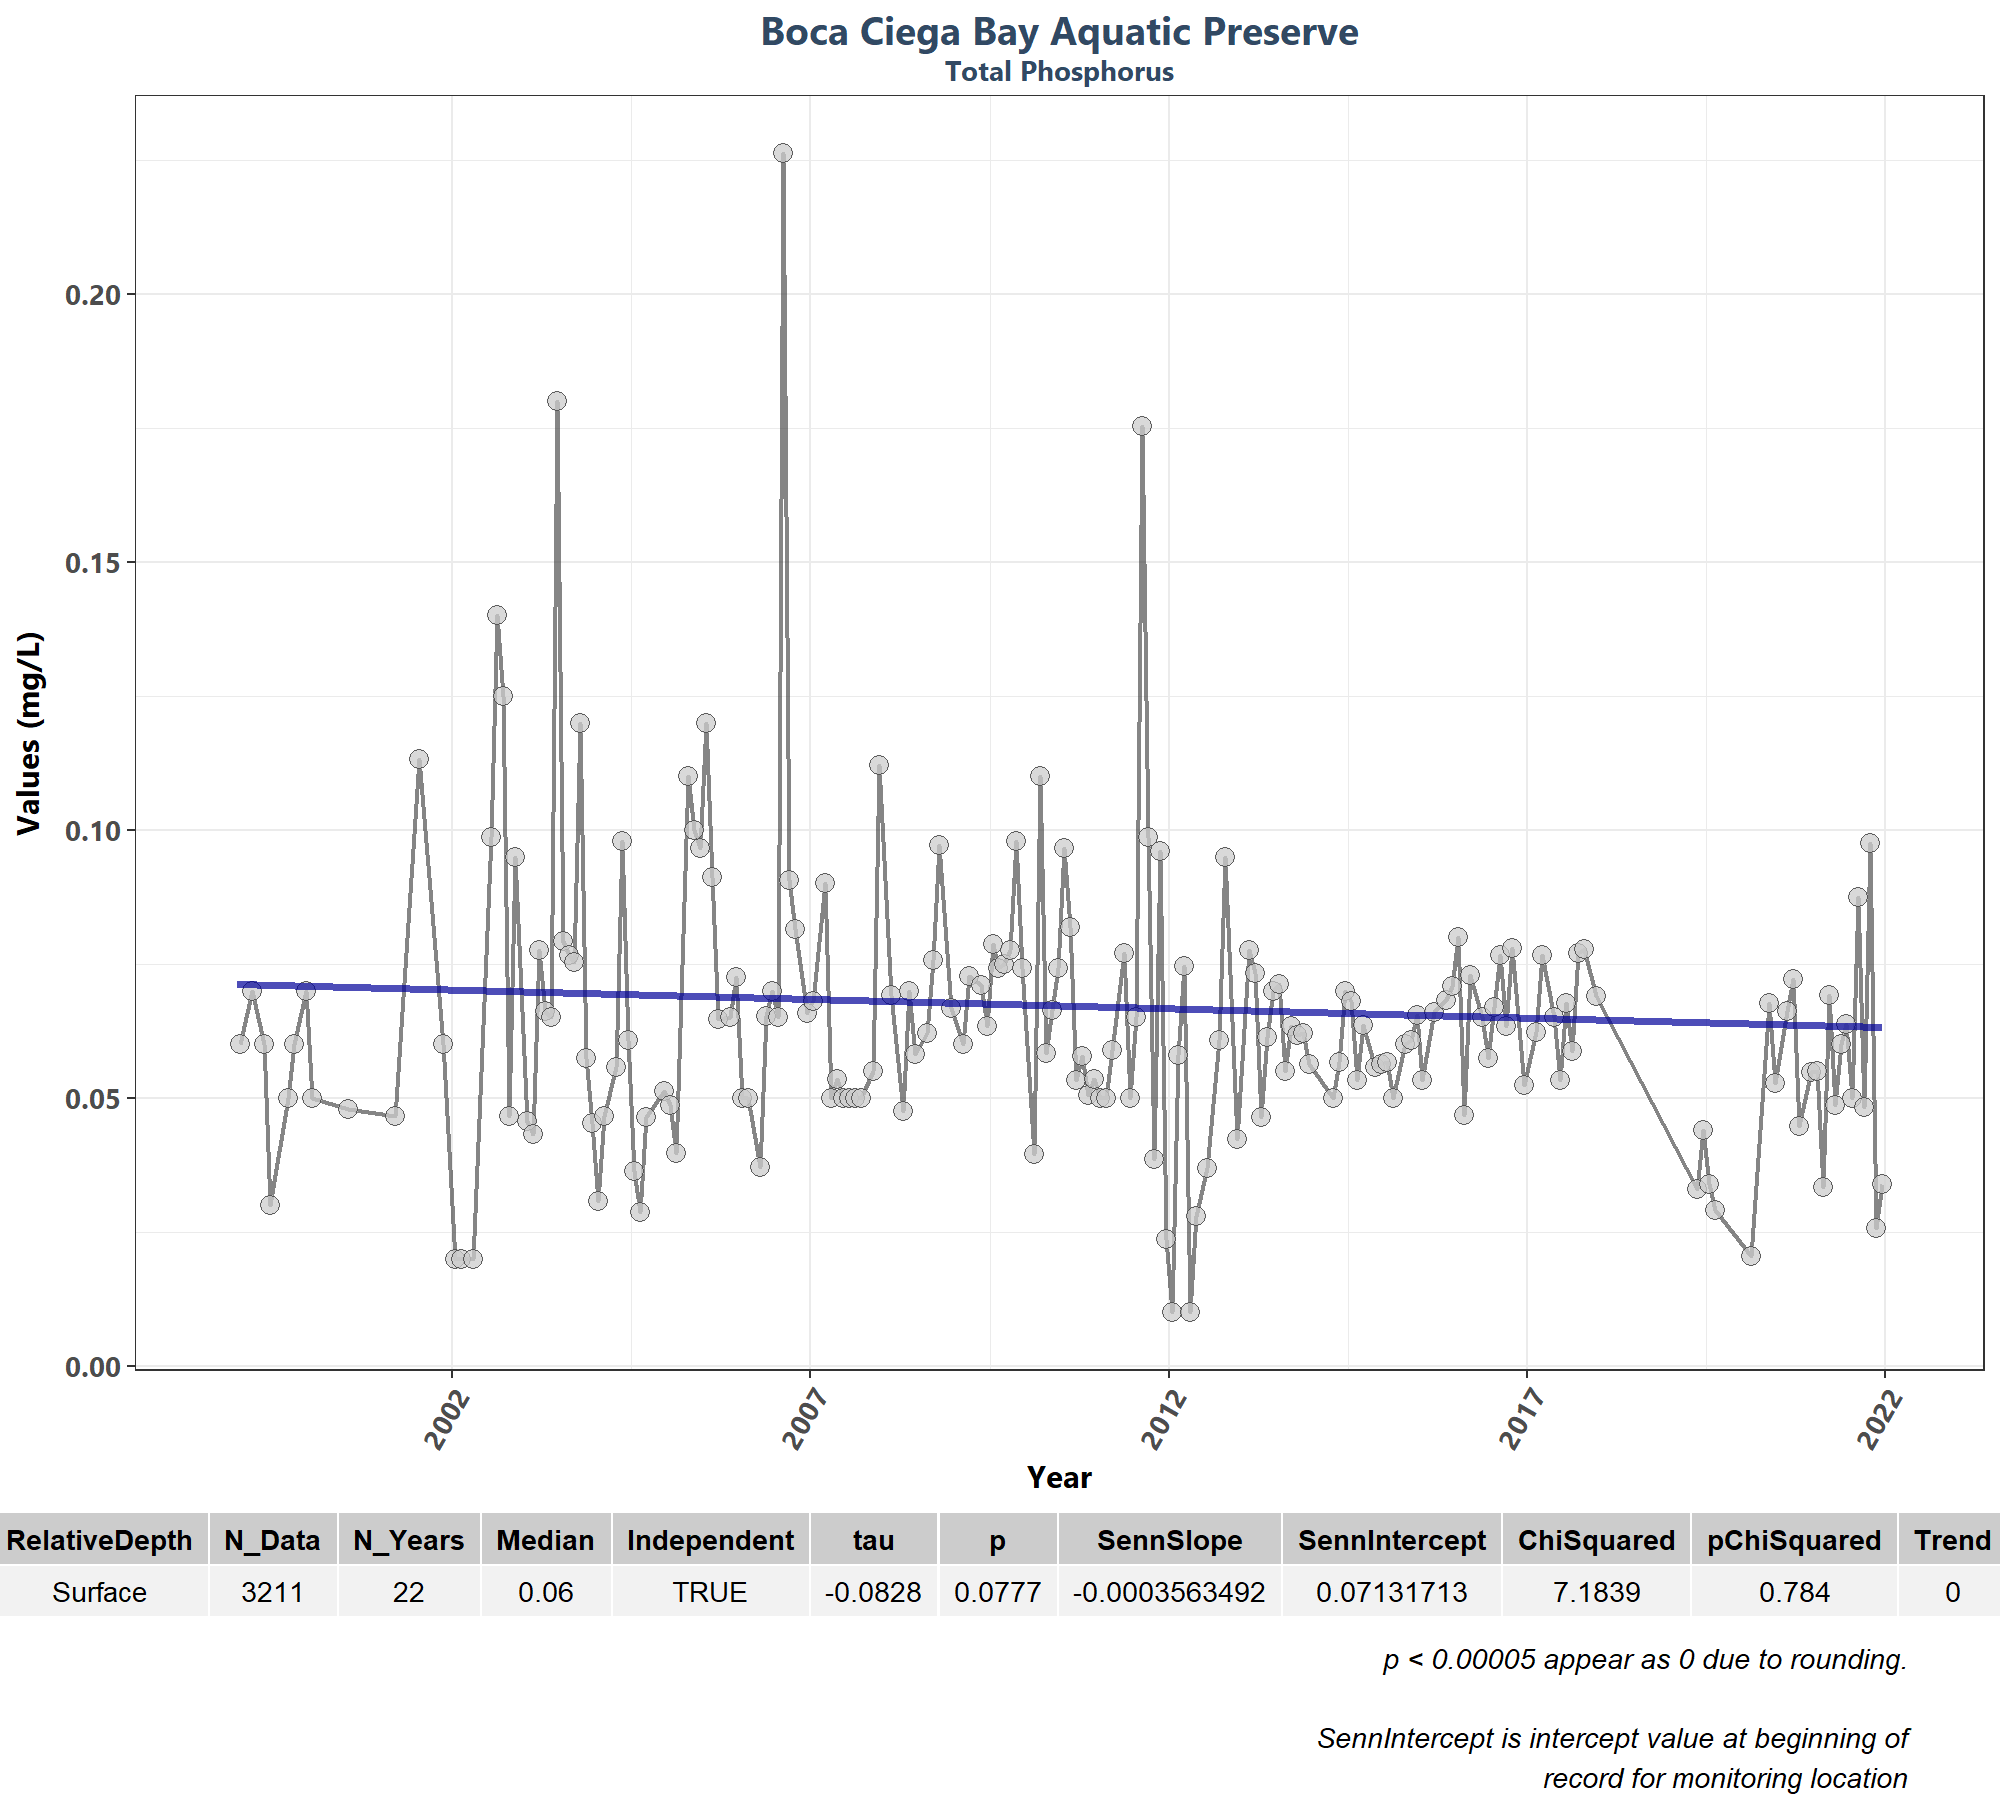 Boca Ciega Bay Aquatic Preserve
Total Phosphorus
Values (mg/L)
0.20
0.15
0.10
0.05
0.00
2002 2007 2012 2017 2022
Year
RelativeDepth N_Data N_Years Median Independent tau p SennSlope SennIntercept ChiSquared pChiSquared Trend
Surface 3211 22 0.06 TRUE -0.0828 0.0777 -0.0003563492 0.07131713 7.1839 0.784 0
p < 0.00005 appear as 0 due to rounding.
SennIntercept is intercept value at beginning of
record for monitoring location